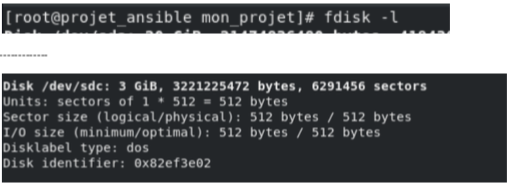 [root@projet_ansible mon_projet]# fdisk -l
------------
Disk /dev/sdc: 3 GiB, 3221225472 bytes, 6291456 sectors
Units: sectors of 1 * 512 = 512 bytes
Sector size (logical/physical): 512 bytes / 512 bytes
I/O size (minimum/optimal): 512 bytes / 512 bytes
Disklabel type: dos
Disk identifier: 0x82ef3e02